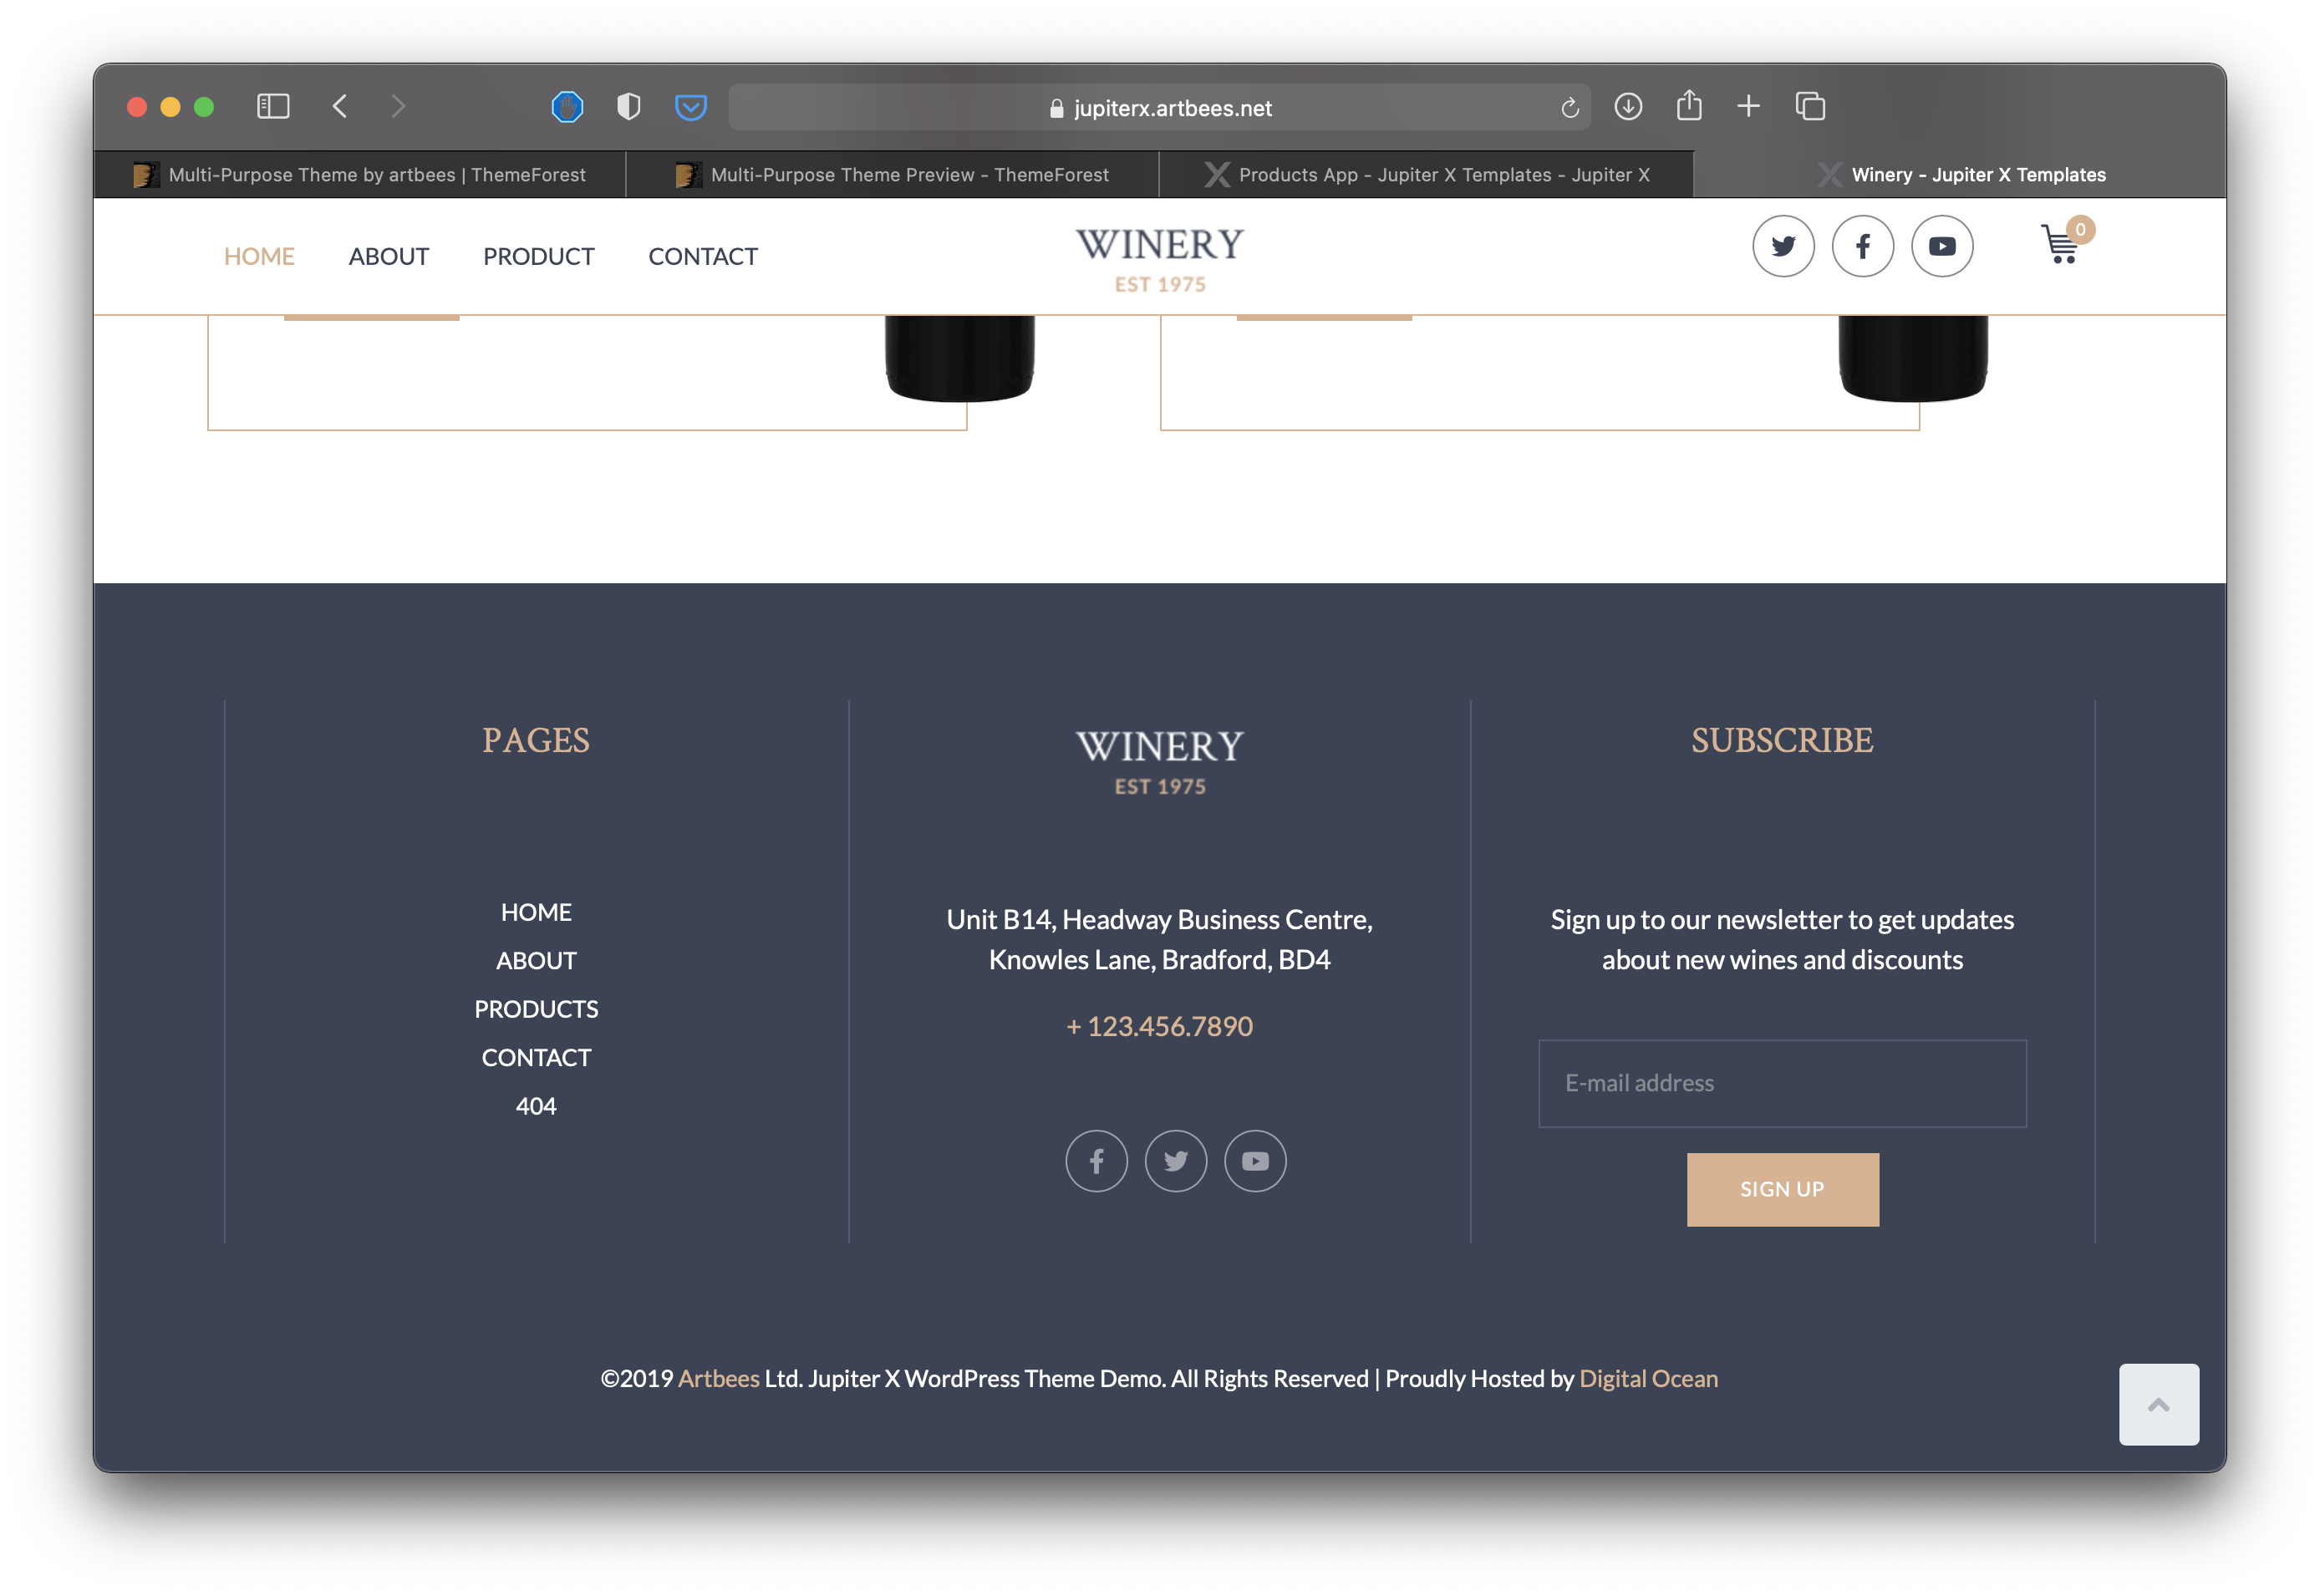 jupiterx.artbees.net
Multi-Purpose Theme by artbees | ThemeForest
Multi-Purpose Theme Preview - ThemeForest
Products App - Jupiter X Templates - Jupiter X
Winery - Jupiter X Templates
HOME
ABOUT
PRODUCT
CONTACT
WINERY
EST 1975
0
PAGES
HOME
ABOUT
PRODUCTS
CONTACT
404
WINERY
EST 1975
Unit B14, Headway Business Centre,
Knowles Lane, Bradford, BD4
+ 123.456.7890
SUBSCRIBE
Sign up to our newsletter to get updates
about new wines and discounts
E-mail address
SIGN UP
©2019 Artbees Ltd. Jupiter X WordPress Theme Demo. All Rights Reserved | Proudly Hosted by Digital Ocean